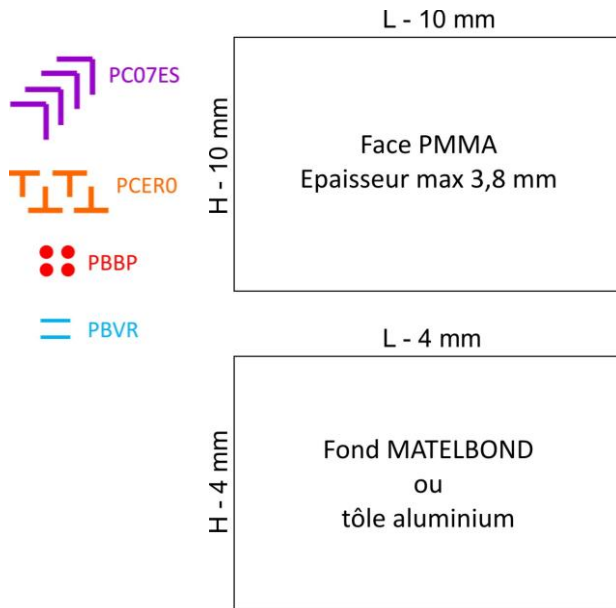 L - 10 mm
PC07ES
H - 10 mm
Face PMMA
Epaisseur max 3,8 mm
PCER0
PBBP
PBVR
L - 4 mm
H - 4 mm
Fond MATELBOND
ou
tôle aluminium